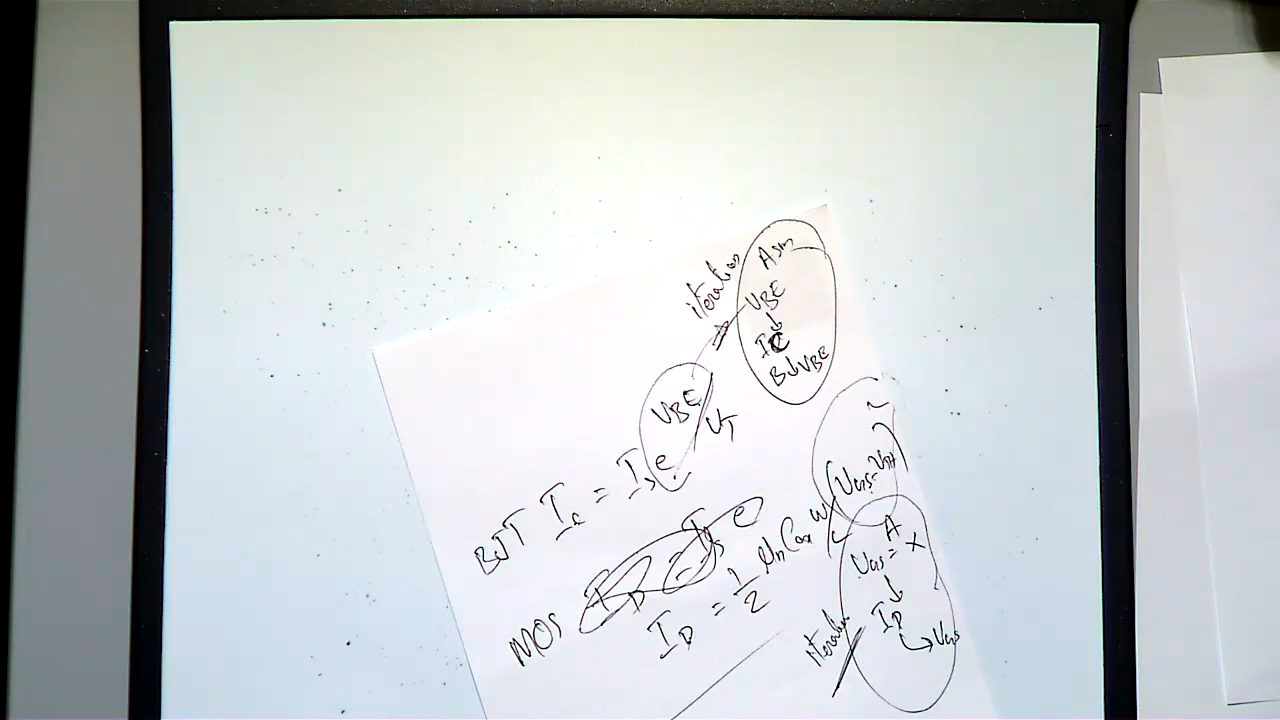 iteration
Asm
VBE
↓
IC
↓ VBE
BJT Ic = Is e VBE/VT
MOS
ID = 1/2 μn Cox W/L (VGS - VTH)²
VGS =
↓
ID
↳ VGS
iteration